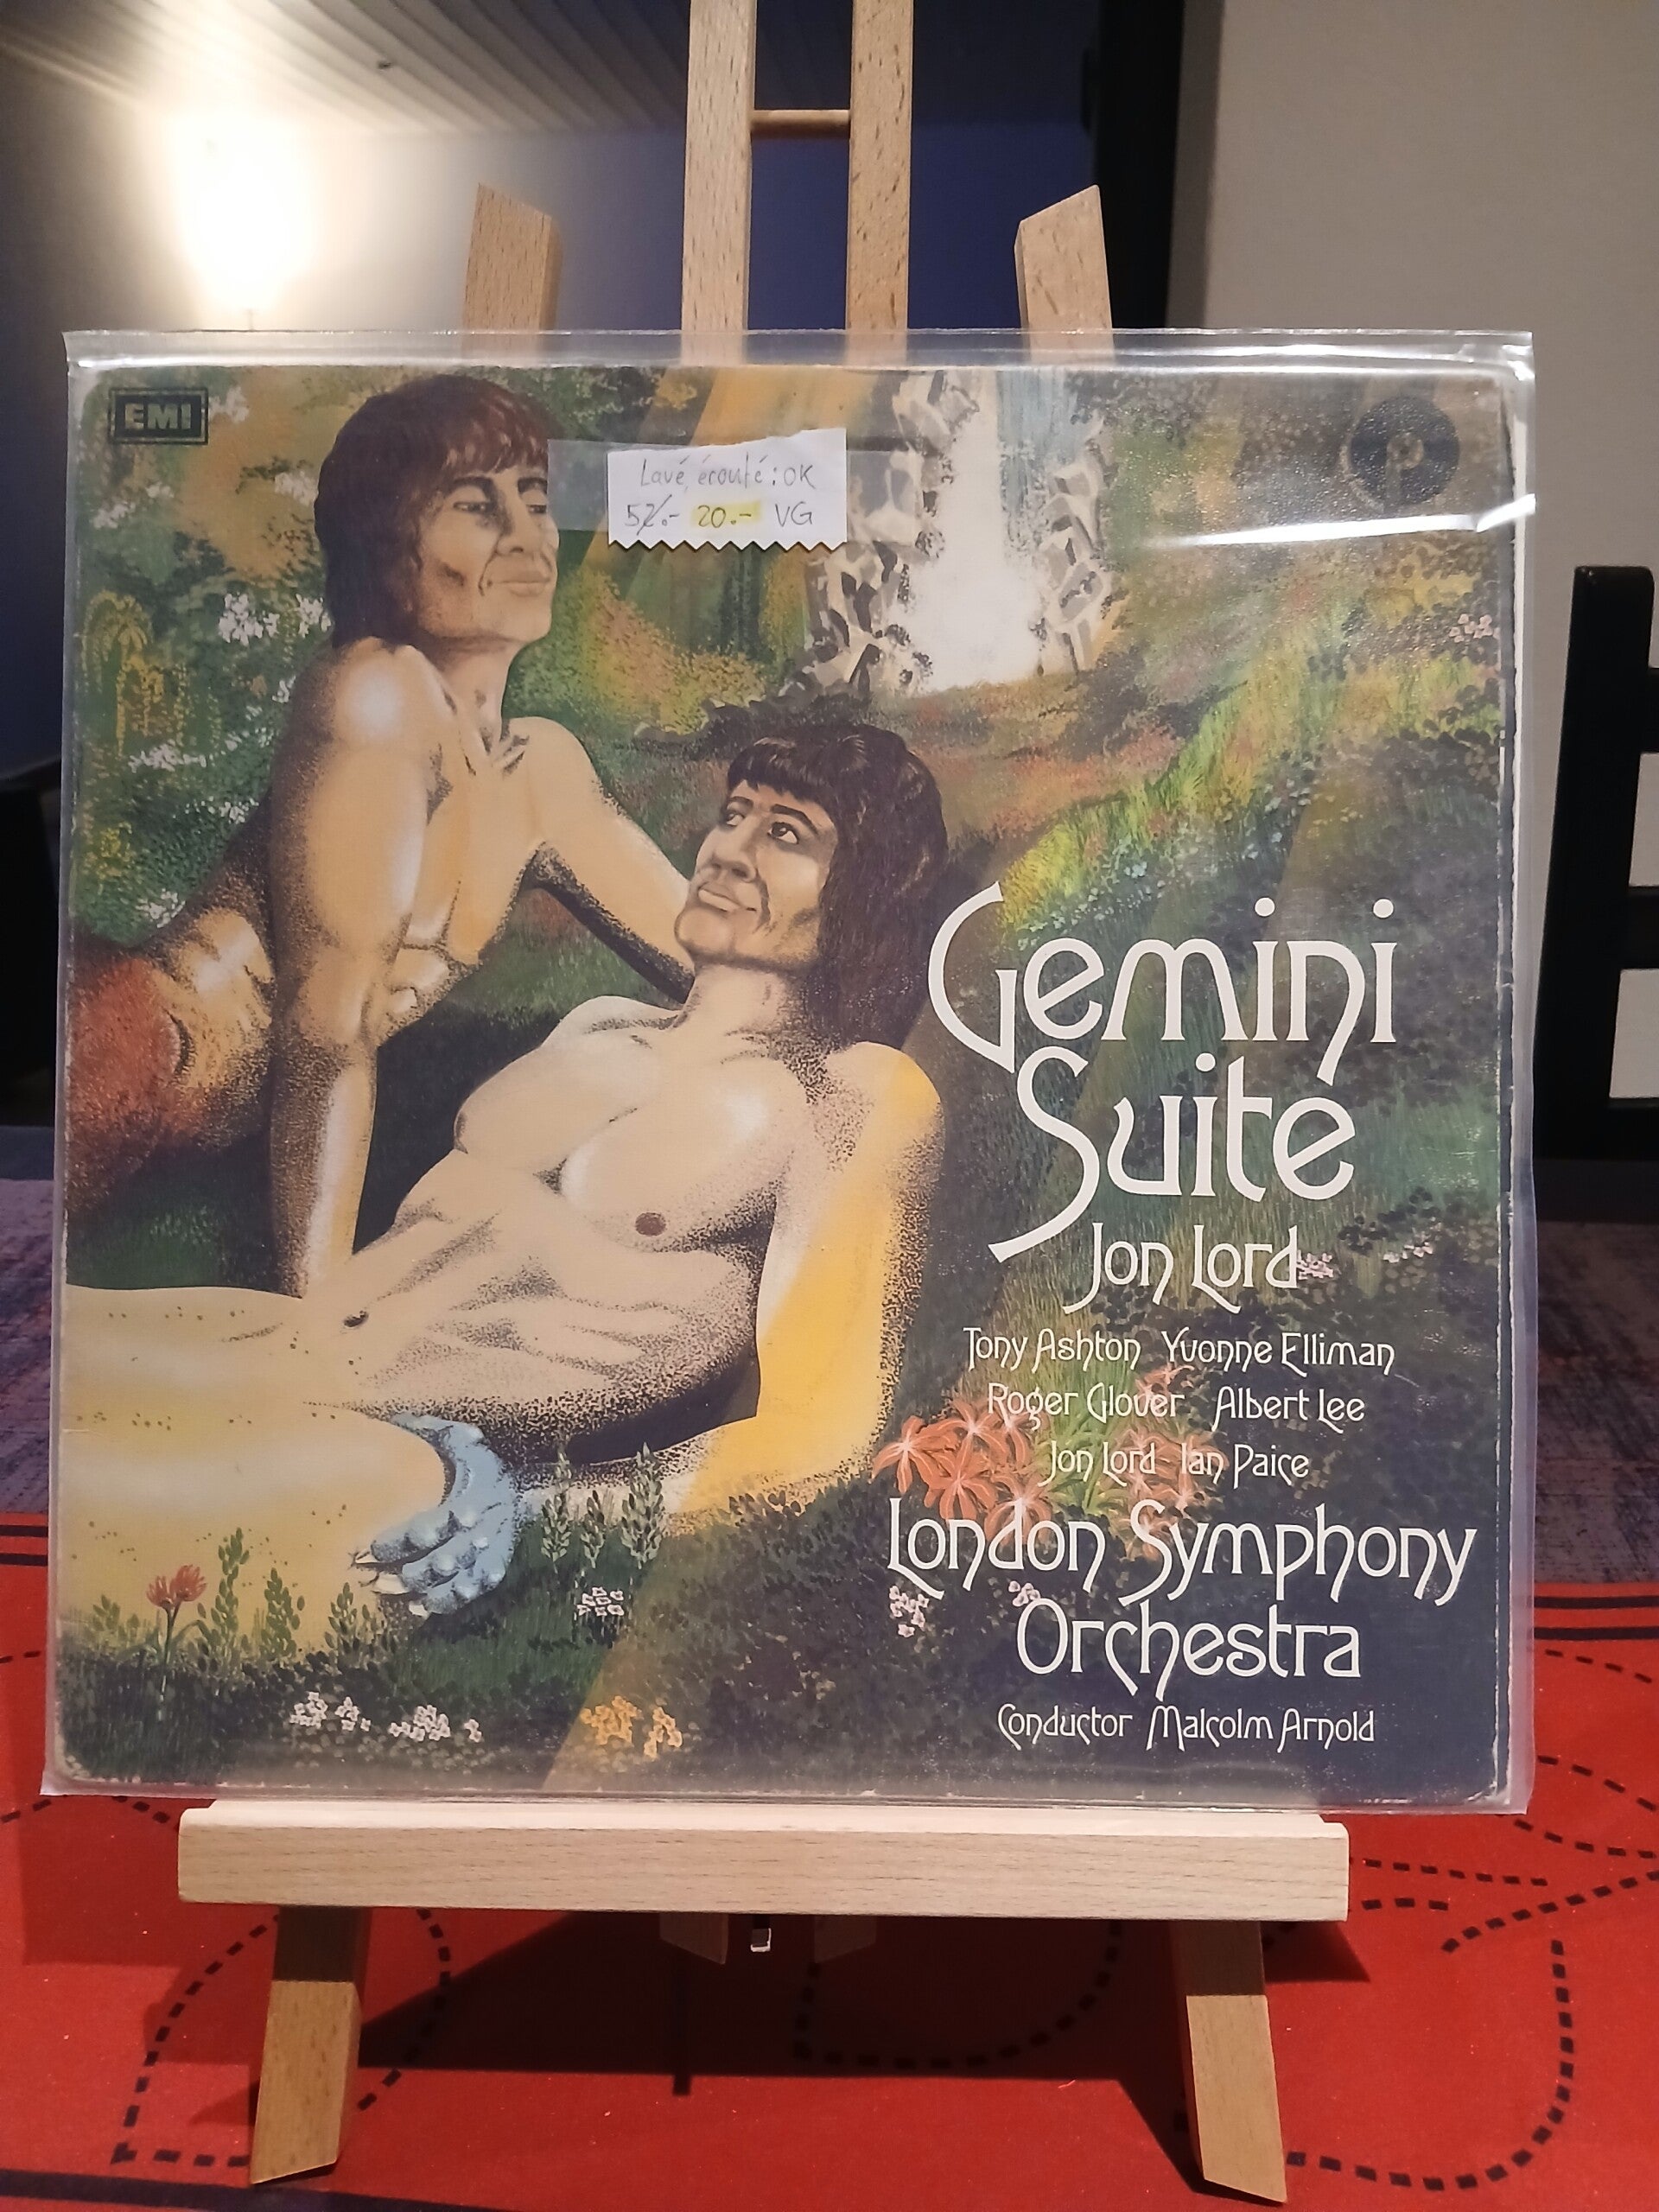 EMI
Lavé, écouté : OK
52.- 20.- VG
Gemini
Suite
Jon Lord
Tony Ashton Yvonne Elliman
Roger Glover Albert Lee
Jon Lord Ian Paice
London Symphony
Orchestra
Conductor Malcolm Arnold